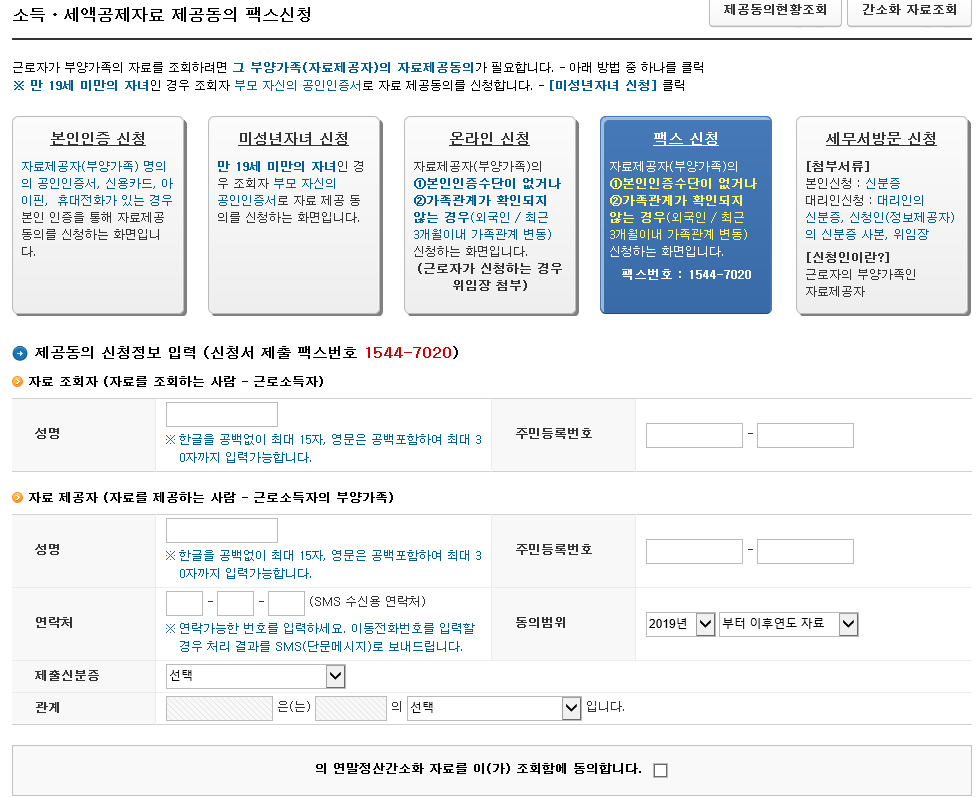 소득·세액공제자료 제공동의 팩스신청
제공동의현황조회
간소화 자료조회
근로자가 부양가족의 자료를 조회하려면 그 부양가족(자료제공자)의 자료제공동의가 필요합니다. - 아래 방법 중 하나를 클릭
※ 만 19세 미만의 자녀인 경우 조회자 부모 자신의 공인인증서로 자료 제공동의를 신청합니다. - [미성년자녀 신청] 클릭
본인인증 신청
자료제공자(부양가족) 명의
의 공인인증서, 신용카드, 아
이핀, 휴대전화가 있는 경우
본인 인증을 통해 자료제공
동의를 신청하는 화면입니
다.
미성년자녀 신청
만 19세 미만의 자녀인 경
우 조회자 부모 자신의
공인인증서로 자료 제공 동
의를 신청하는 화면입니다.
온라인 신청
자료제공자(부양가족)의
①본인인증수단이 없거나
②가족관계가 확인되지
않는 경우(외국인 / 최근
3개월이내 가족관계 변동)
신청하는 화면입니다.
(근로자가 신청하는 경우
위임장 첨부)
팩스 신청
자료제공자(부양가족)의
①본인인증수단이 없거나
②가족관계가 확인되지
않는 경우(외국인 / 최근
3개월이내 가족관계 변동)
신청하는 화면입니다.
팩스번호 : 1544-7020
세무서방문 신청
[첨부서류]
본인신청 : 신분증
대리인신청 : 대리인의
신분증, 신청인(정보제공자)
의 신분증 사본, 위임장
[신청인이란?]
근로자의 부양가족인
자료제공자
제공동의 신청정보 입력 (신청서 제출 팩스번호 1544-7020)
자료 조회자 (자료를 조회하는 사람 - 근로소득자)
성명
※ 한글을 공백없이 최대 15자, 영문은 공백포함하여 최대 3
0자까지 입력가능합니다.
주민등록번호
-
자료 제공자 (자료를 제공하는 사람 - 근로소득자의 부양가족)
성명
※ 한글을 공백없이 최대 15자, 영문은 공백포함하여 최대 3
0자까지 입력가능합니다.
주민등록번호
-
연락처
- - (SMS 수신용 연락처)
※ 연락가능한 번호를 입력하세요. 이동전화번호를 입력할
경우 처리 결과를 SMS(단문메시지)로 보내드립니다.
동의범위
2019년 부터 이후연도 자료
제출신분증
선택
관계
은(는) 의 선택 입니다.
의 연말정산간소화 자료를 이(가) 조회함에 동의합니다.